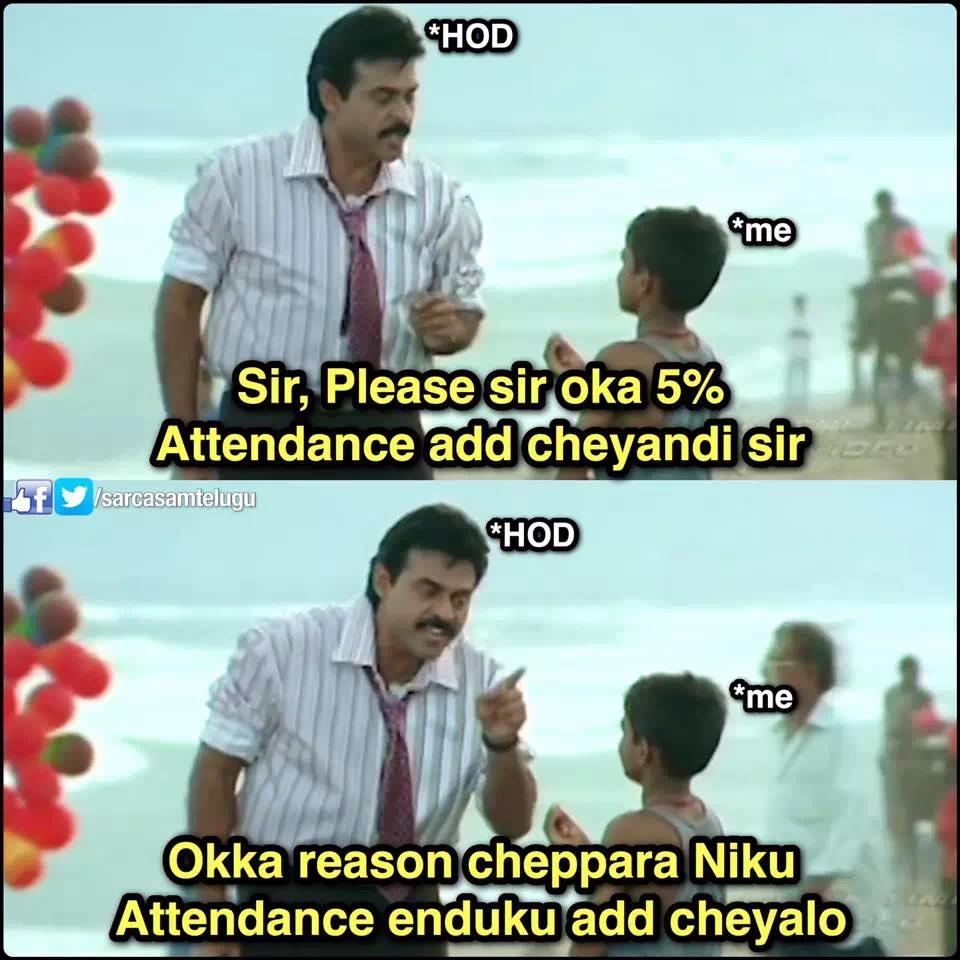 *HOD
*me
Sir, Please sir oka 5%
Attendance add cheyandi sir
/sarcasamtelugu
*HOD
*me
Okka reason cheppara Niku
Attendance enduku add cheyalo